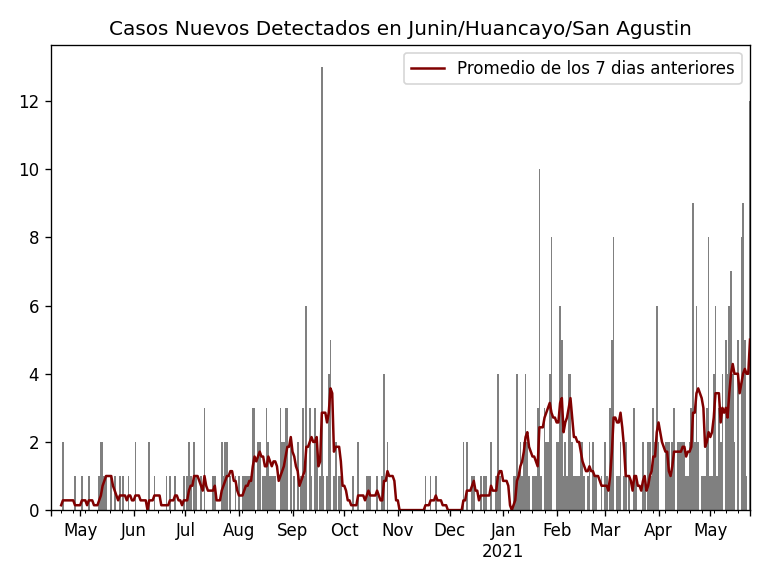 Casos Nuevos Detectados en Junin/Huancayo/San Agustin
Promedio de los 7 dias anteriores
12
10
8
6
4
2
0
May Jun Jul Aug Sep Oct Nov Dec Jan Feb Mar Apr May
2021